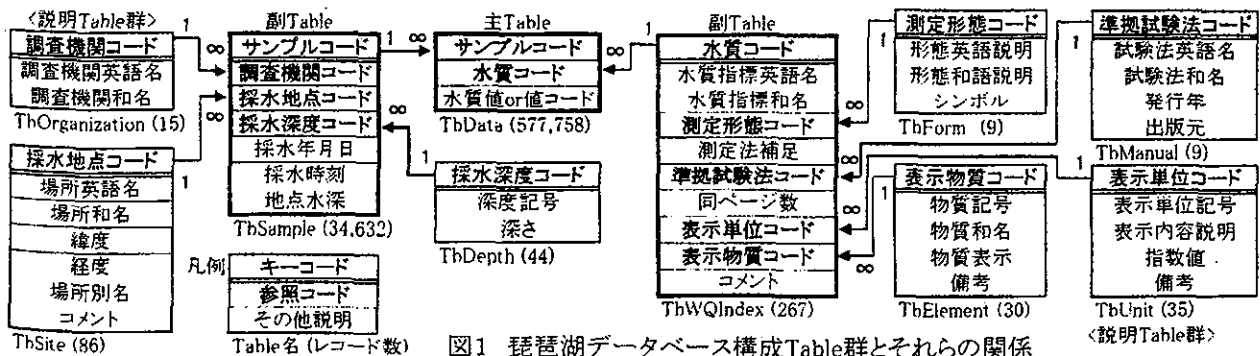 〈説明Table群〉
調査機関コード
調査機関英語名
調査機関和名
TbOrganization (15)
採水地点コード
場所英語名
場所和名
緯度
経度
場所別名
コメント
TbSite (86)
1
∞
1
∞
副Table
サンプルコード
調査機関コード
採水地点コード
採水深度コード
採水年月日
採水時刻
地点水深
TbSample (34,632)
凡例
キーコード
参照コード
その他説明
Table名 (レコード数)
1
∞
∞
1
主Table
サンプルコード
水質コード
水質値or値コード
TbData (577,758)
採水深度コード
深度記号
深さ
TbDepth (44)
∞
1
副Table
水質コード
水質指標英語名
水質指標和名
測定形態コード
測定法補足
準拠試験法コード
同ページ数
表示単位コード
表示物質コード
コメント
TbWQIndex (267)
∞
∞
∞
∞
1
測定形態コード
形態英語説明
形態和語説明
シンボル
TbForm (9)
1
表示物質コード
物質記号
物質和名
物質表示
備考
TbElement (30)
1
準拠試験法コード
試験法英語名
試験法和名
発行年
出版元
TbManual (9)
1
表示単位コード
表示単位記号
表示内容説明
指数値
備考
TbUnit (35)
〈説明Table群〉
図1 琵琶湖データベース構成Table群とそれらの関係